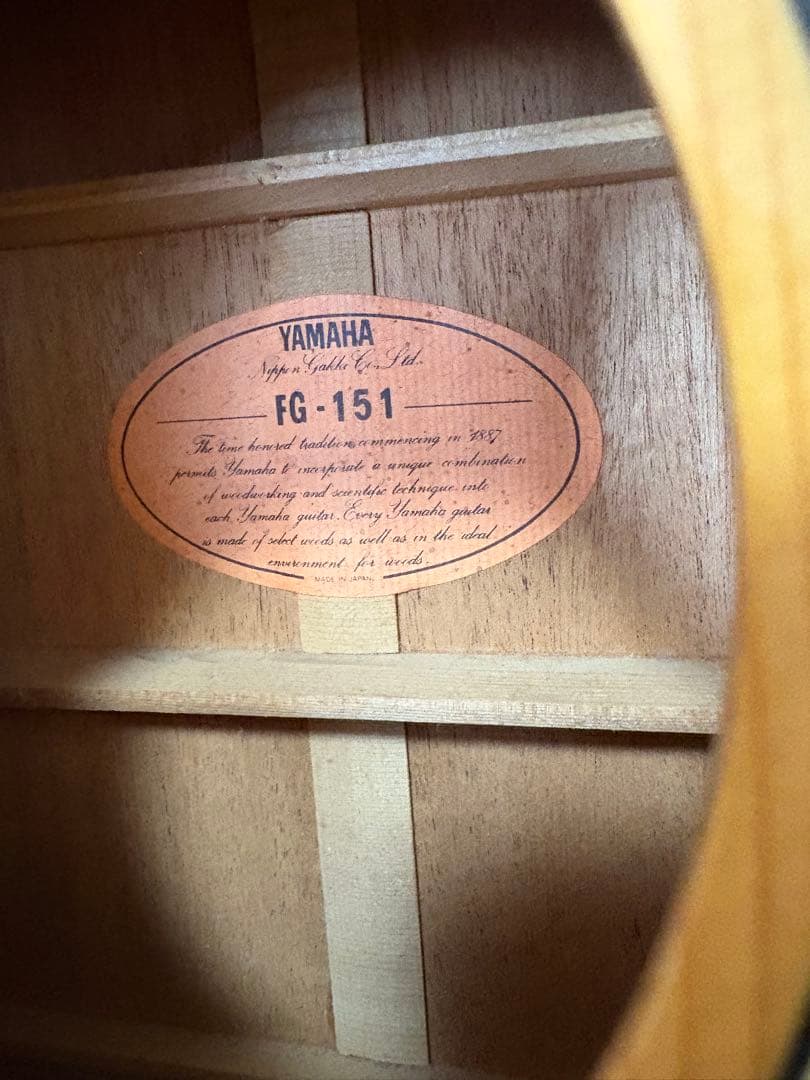 YAMAHA
Nippon Gakki Co., Ltd.
FG-151
The time honored tradition commencing in 1887
permits Yamaha to incorporate a unique combination
of woodworking and scientific technique into
each Yamaha guitar. Every Yamaha guitar
is made of select woods as well as in the ideal
environment for woods.
MADE IN JAPAN.